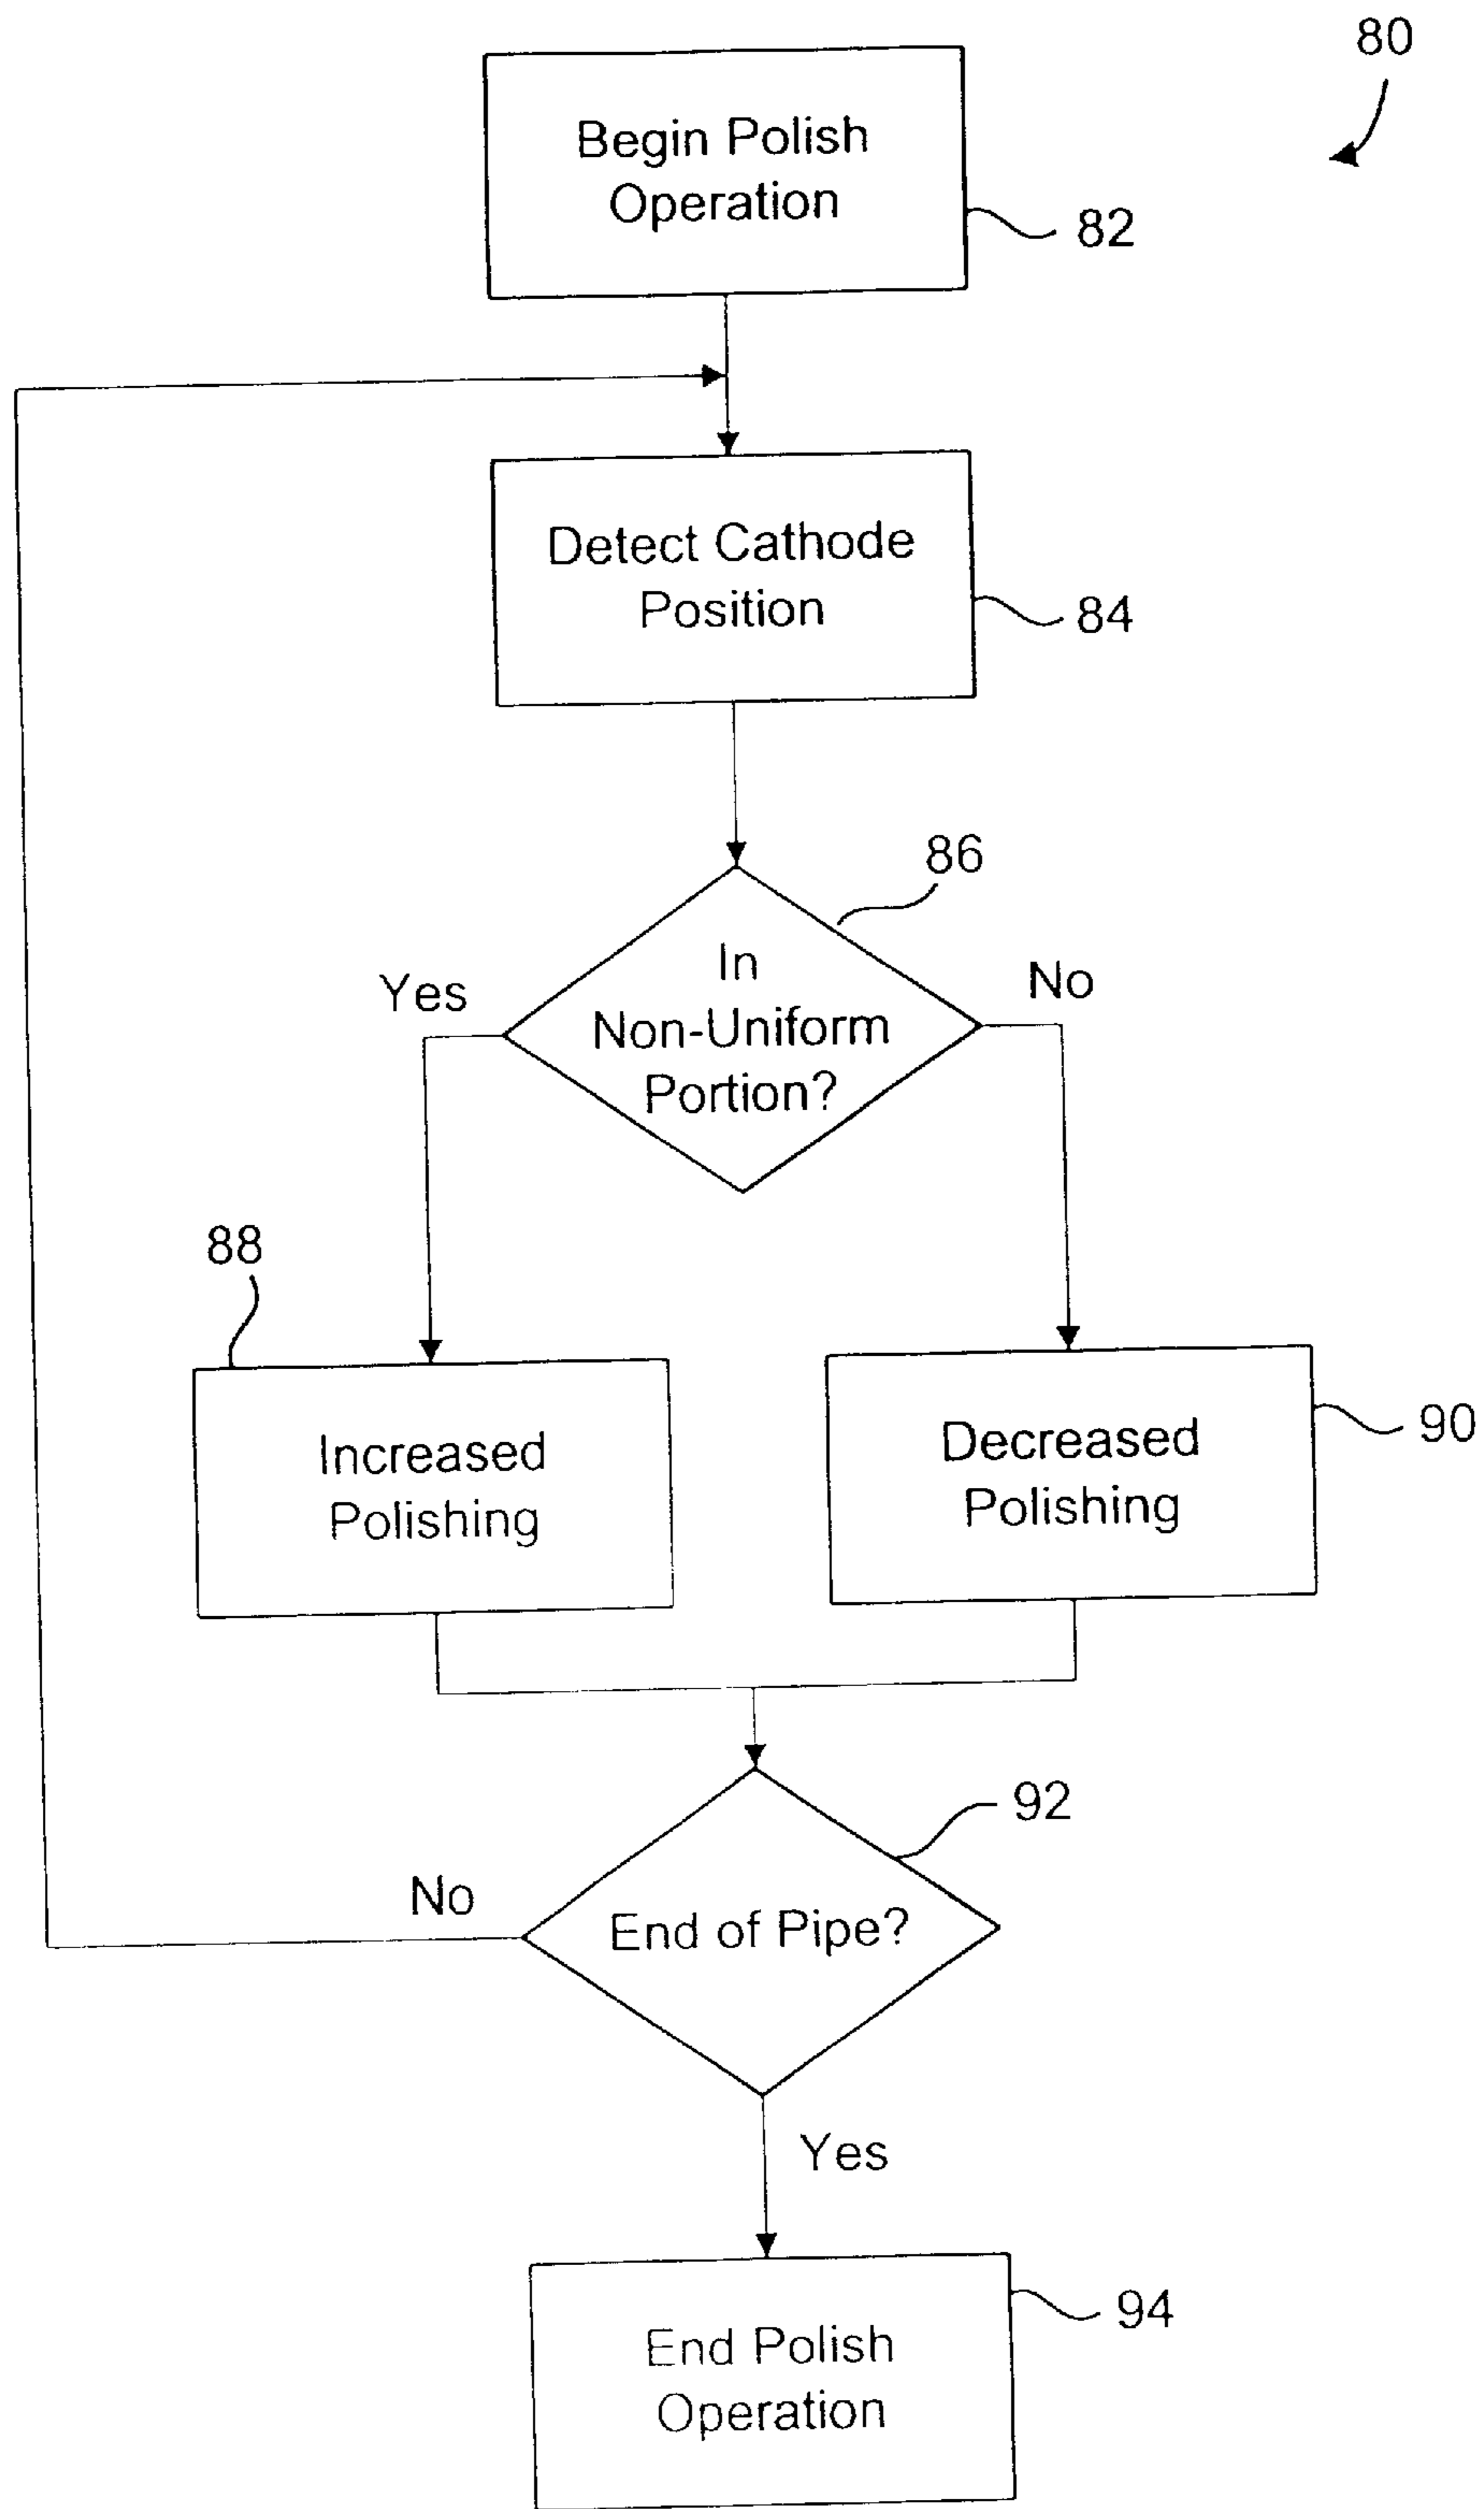 80
Begin Polish
Operation
82
Detect Cathode
Position
84
86
In
Non-Uniform
Portion?
Yes
No
88
Increased
Polishing
Decreased
Polishing
90
92
End of Pipe?
No
Yes
End Polish
Operation
94